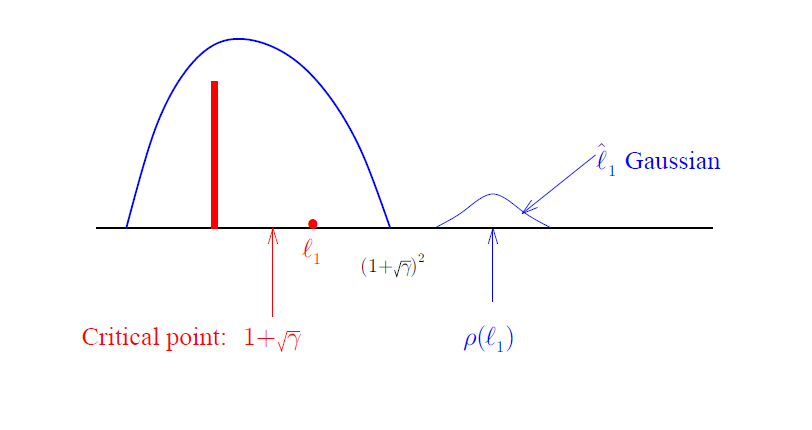 ℓ̂₁ Gaussian
ℓ₁
(1+√γ)²
Critical point: 1+√γ
ρ(ℓ₁)